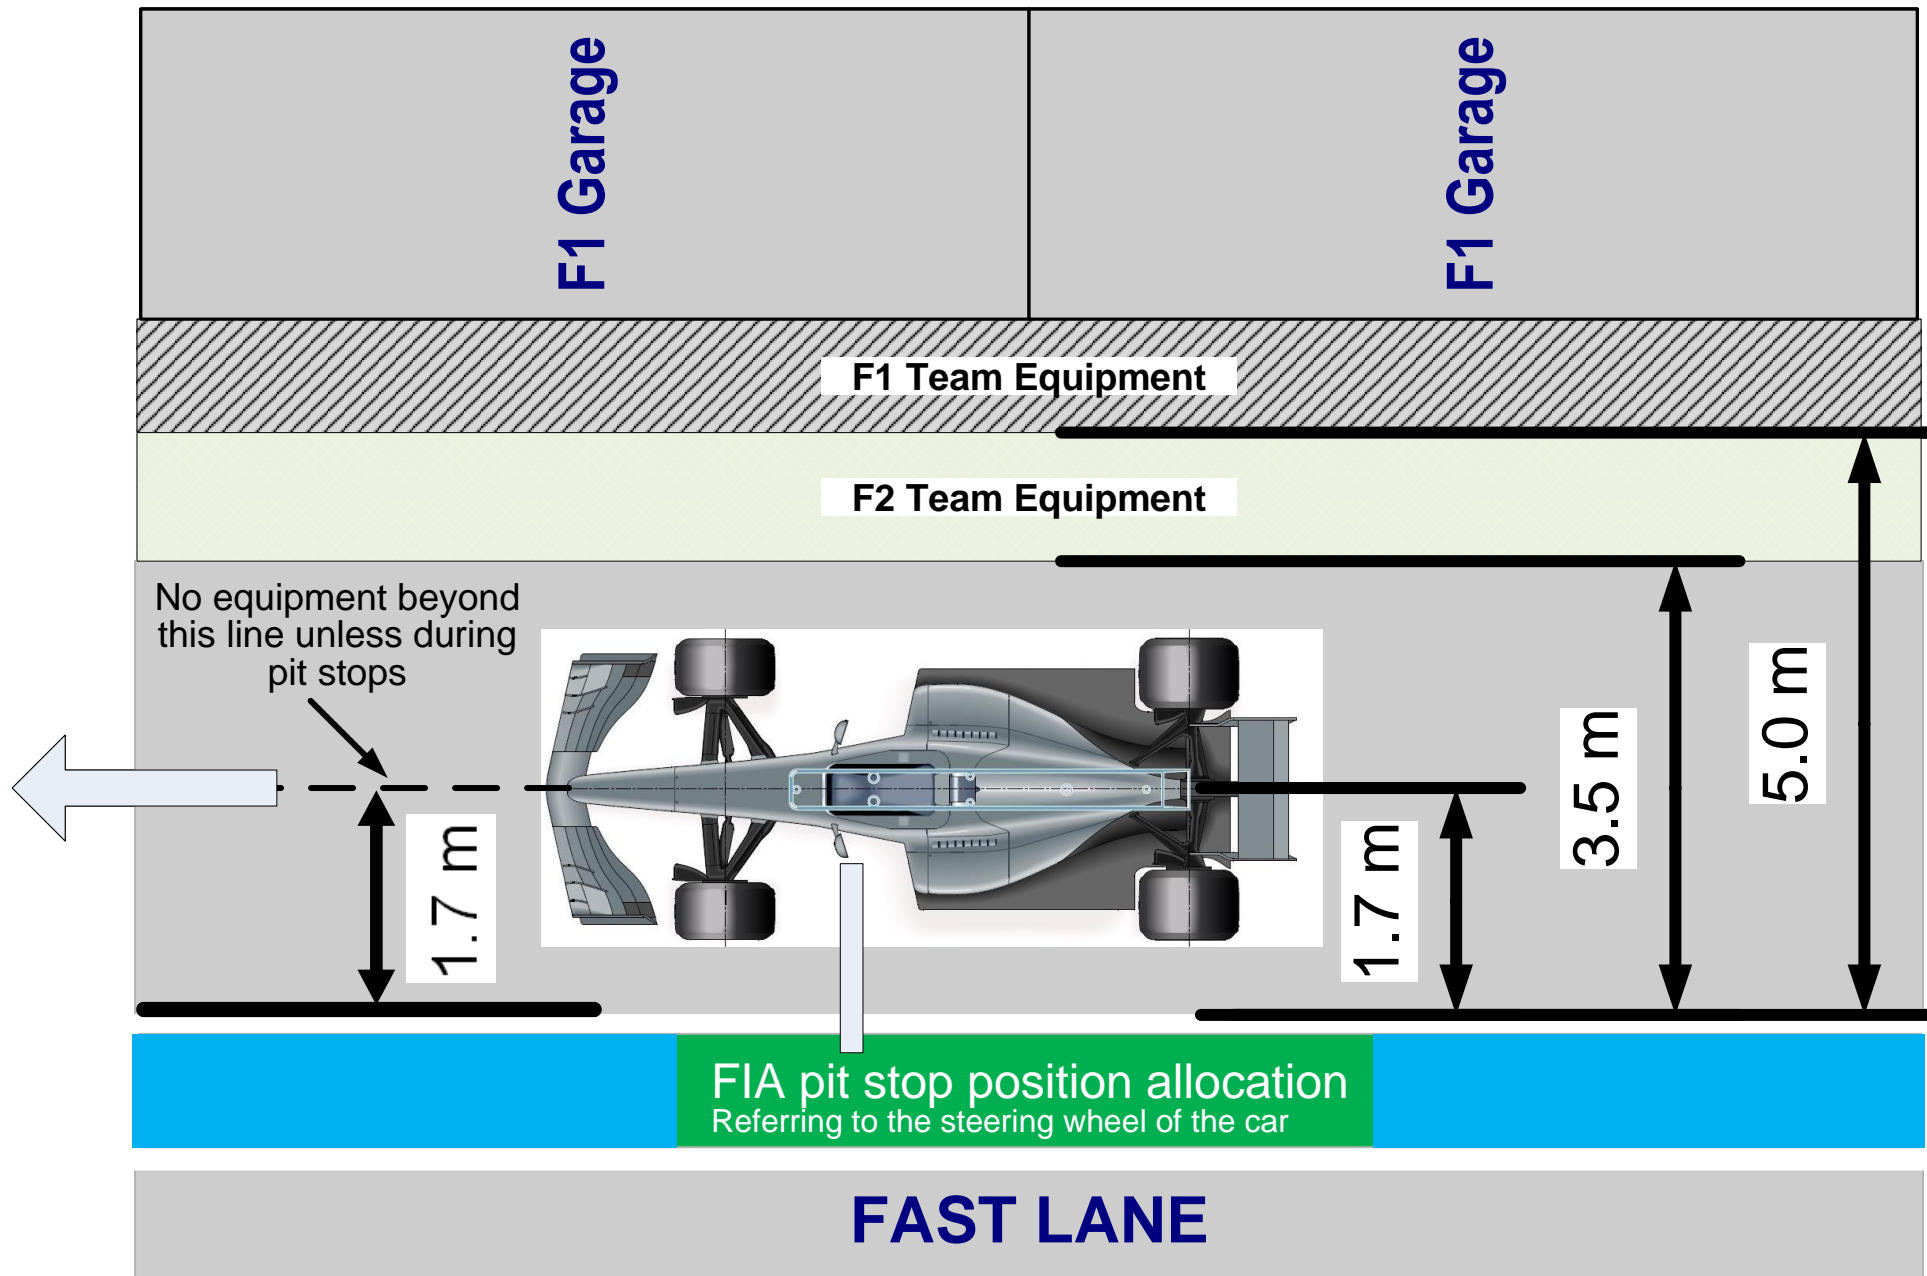 F1 Garage
F1 Garage
F1 Team Equipment
F2 Team Equipment
No equipment beyond
this line unless during
pit stops
1.7 m
1.7 m
3.5 m
5.0 m
FIA pit stop position allocation
Referring to the steering wheel of the car
FAST LANE